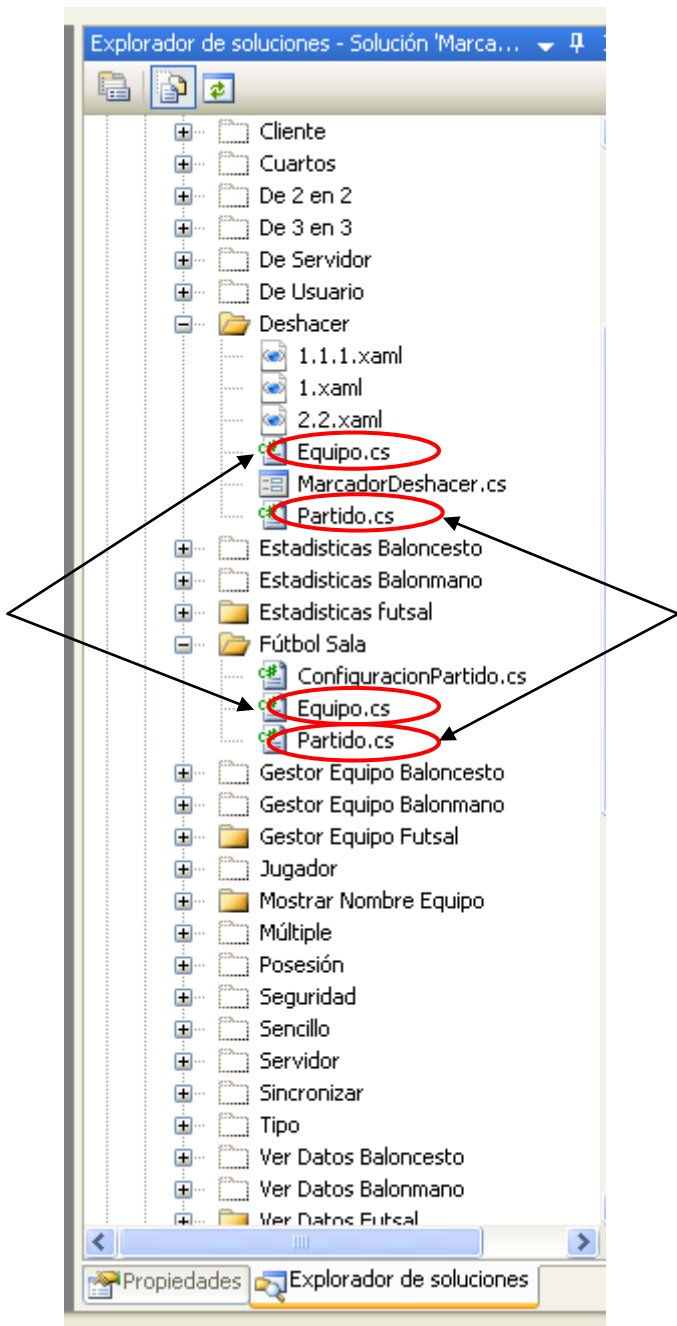 Explorador de soluciones - Solución 'Marca...
Cliente
Cuartos
De 2 en 2
De 3 en 3
De Servidor
De Usuario
Deshacer
1.1.1.xaml
1.xaml
2.2.xaml
Equipo.cs
MarcadorDeshacer.cs
Partido.cs
Estadisticas Baloncesto
Estadisticas Balonmano
Estadisticas futsal
Fútbol Sala
ConfiguracionPartido.cs
Equipo.cs
Partido.cs
Gestor Equipo Baloncesto
Gestor Equipo Balonmano
Gestor Equipo Futsal
Jugador
Mostrar Nombre Equipo
Múltiple
Posesión
Seguridad
Sencillo
Servidor
Sincronizar
Tipo
Ver Datos Baloncesto
Ver Datos Balonmano
Ver Datos Futsal
Propiedades Explorador de soluciones